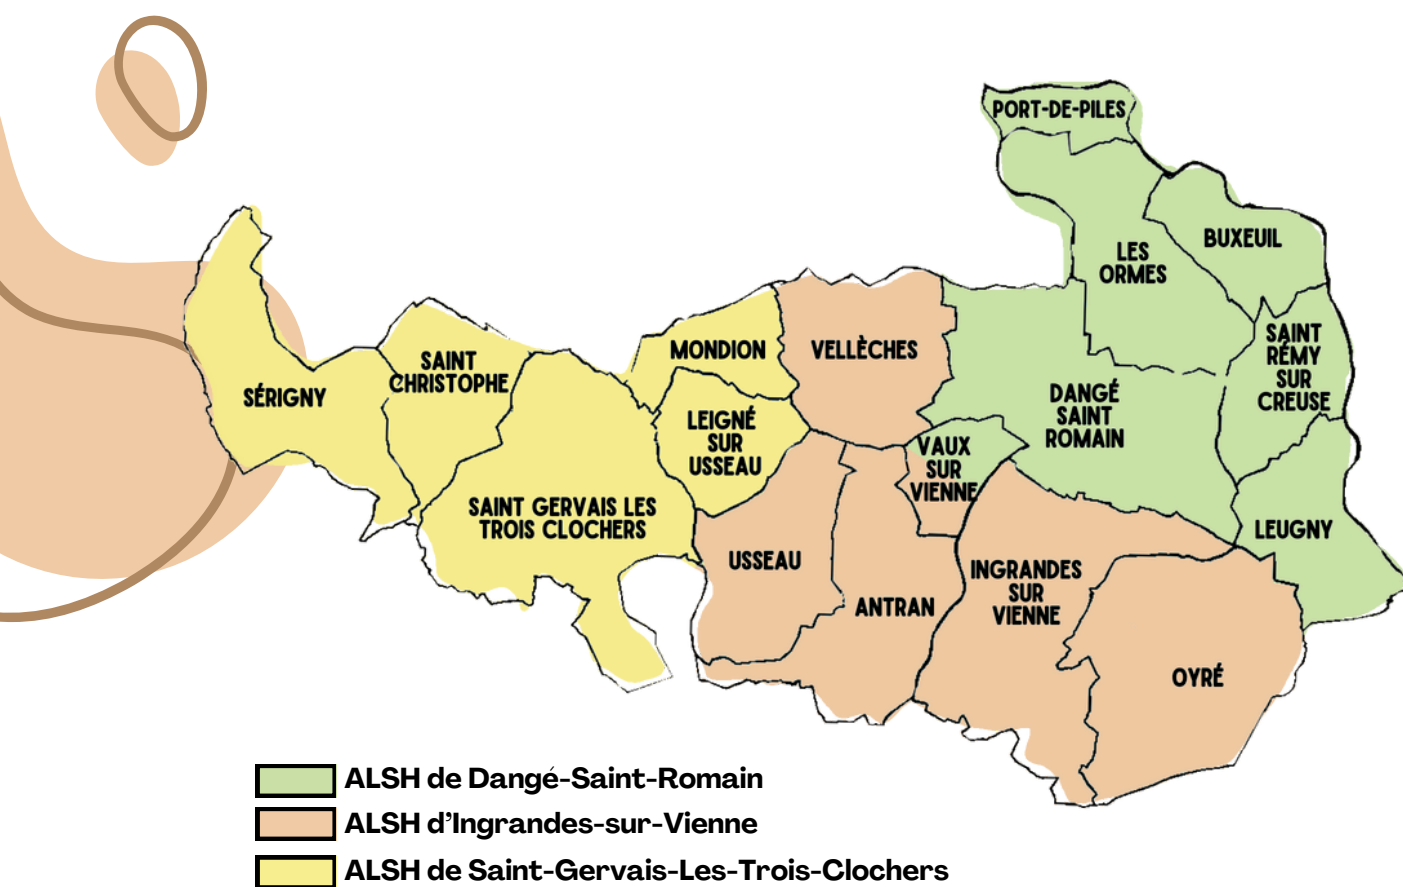 PORT-DE-PILES
BUXEUIL
LES
ORMES
SAINT
RÉMY
SUR
CREUSE
MONDION
VELLÈCHES
SAINT
CHRISTOPHE
SÉRIGNY
DANGÉ
SAINT
ROMAIN
LEIGNÉ
SUR
USSEAU
VAUX
SUR
VIENNE
SAINT GERVAIS LES
TROIS CLOCHERS
LEUGNY
USSEAU
INGRANDES
SUR
VIENNE
ANTRAN
OYRÉ
ALSH de Dangé-Saint-Romain
ALSH d'Ingrandes-sur-Vienne
ALSH de Saint-Gervais-Les-Trois-Clochers